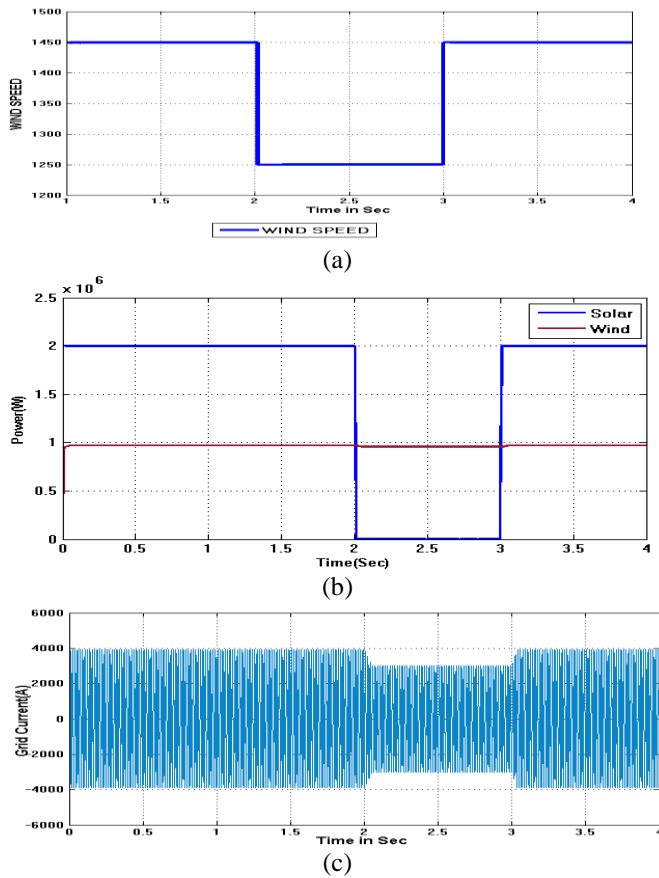 1500
1450
1400
1350
1300
1250
1200
WIND SPEED
1 1.5 2 2.5 3 3.5 4
Time in Sec
WIND SPEED
(a)
x 10^6
2.5
2
1.5
1
0.5
0
Power(W)
Solar
Wind
0 0.5 1 1.5 2 2.5 3 3.5 4
Time(Sec)
(b)
6000
4000
2000
0
-2000
-4000
-6000
Grid Current(A)
0 0.5 1 1.5 2 2.5 3 3.5 4
Time in Sec
(c)